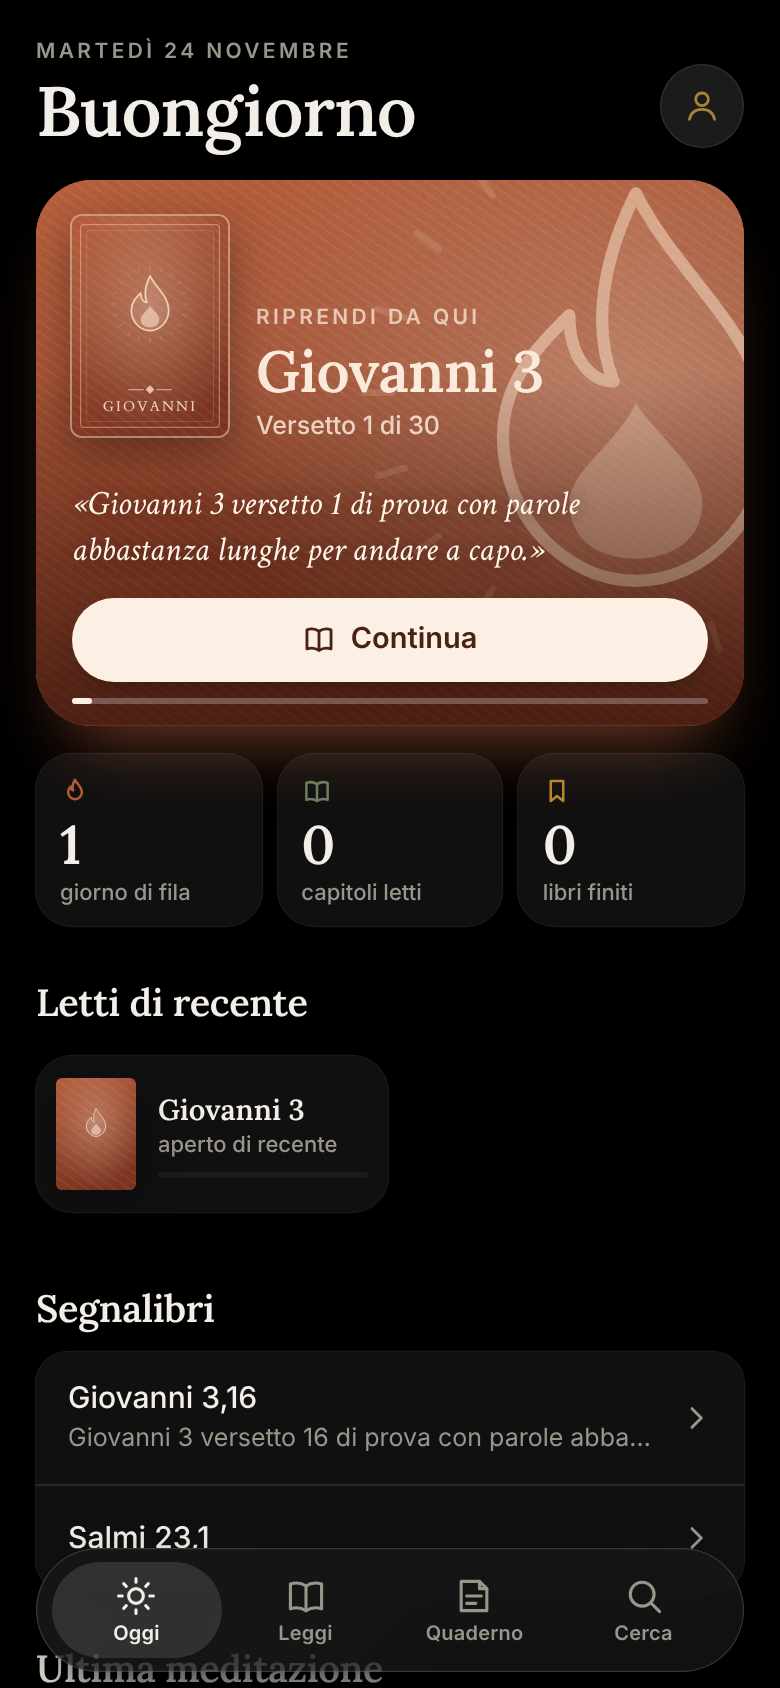 MARTEDÌ 24 NOVEMBRE
Buongiorno
GIOVANNI
RIPRENDI DA QUI
Giovanni 3
Versetto 1 di 30
«Giovanni 3 versetto 1 di prova con parole
abbastanza lunghe per andare a capo.»
Continua
1
giorno di fila
0
capitoli letti
0
libri finiti
Letti di recente
Giovanni 3
aperto di recente
Segnalibri
Giovanni 3,16
Giovanni 3 versetto 16 di prova con parole abba...
Salmi 23,1
Oggi
Leggi
Quaderno
Cerca
Ultima meditazione